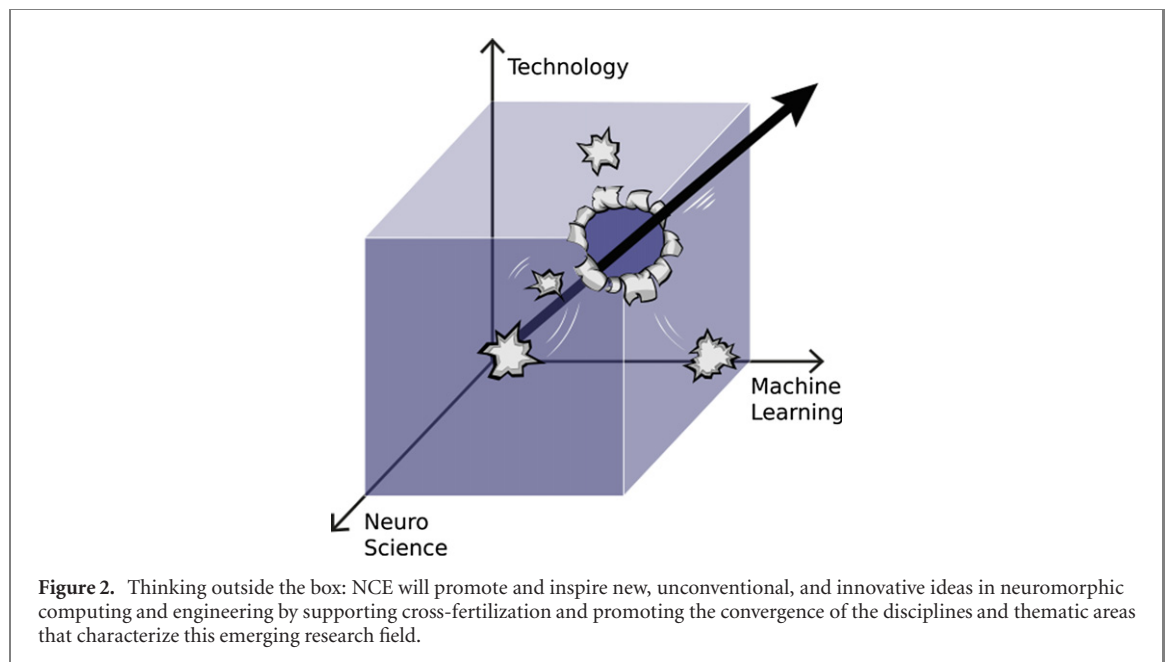 Technology
Machine
Learning
Neuro
Science
Figure 2. Thinking outside the box: NCE will promote and inspire new, unconventional, and innovative ideas in neuromorphic
computing and engineering by supporting cross-fertilization and promoting the convergence of the disciplines and thematic areas
that characterize this emerging research field.